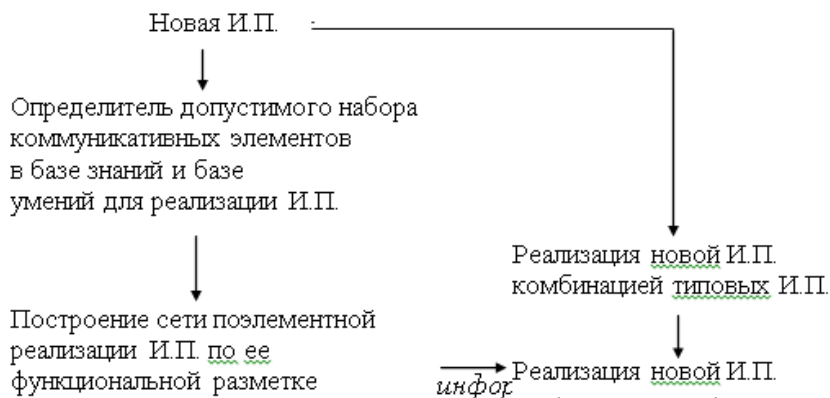 Новая И.П.
Определитель допустимого набора
коммуникативных элементов
в базе знаний и базе
умений для реализации И.П.
Построение сети поэлементной
реализации И.П. по ее
функциональной разметке
Реализация новой И.П.
комбинацией типовых И.П.
инфор
Реализация новой И.П.